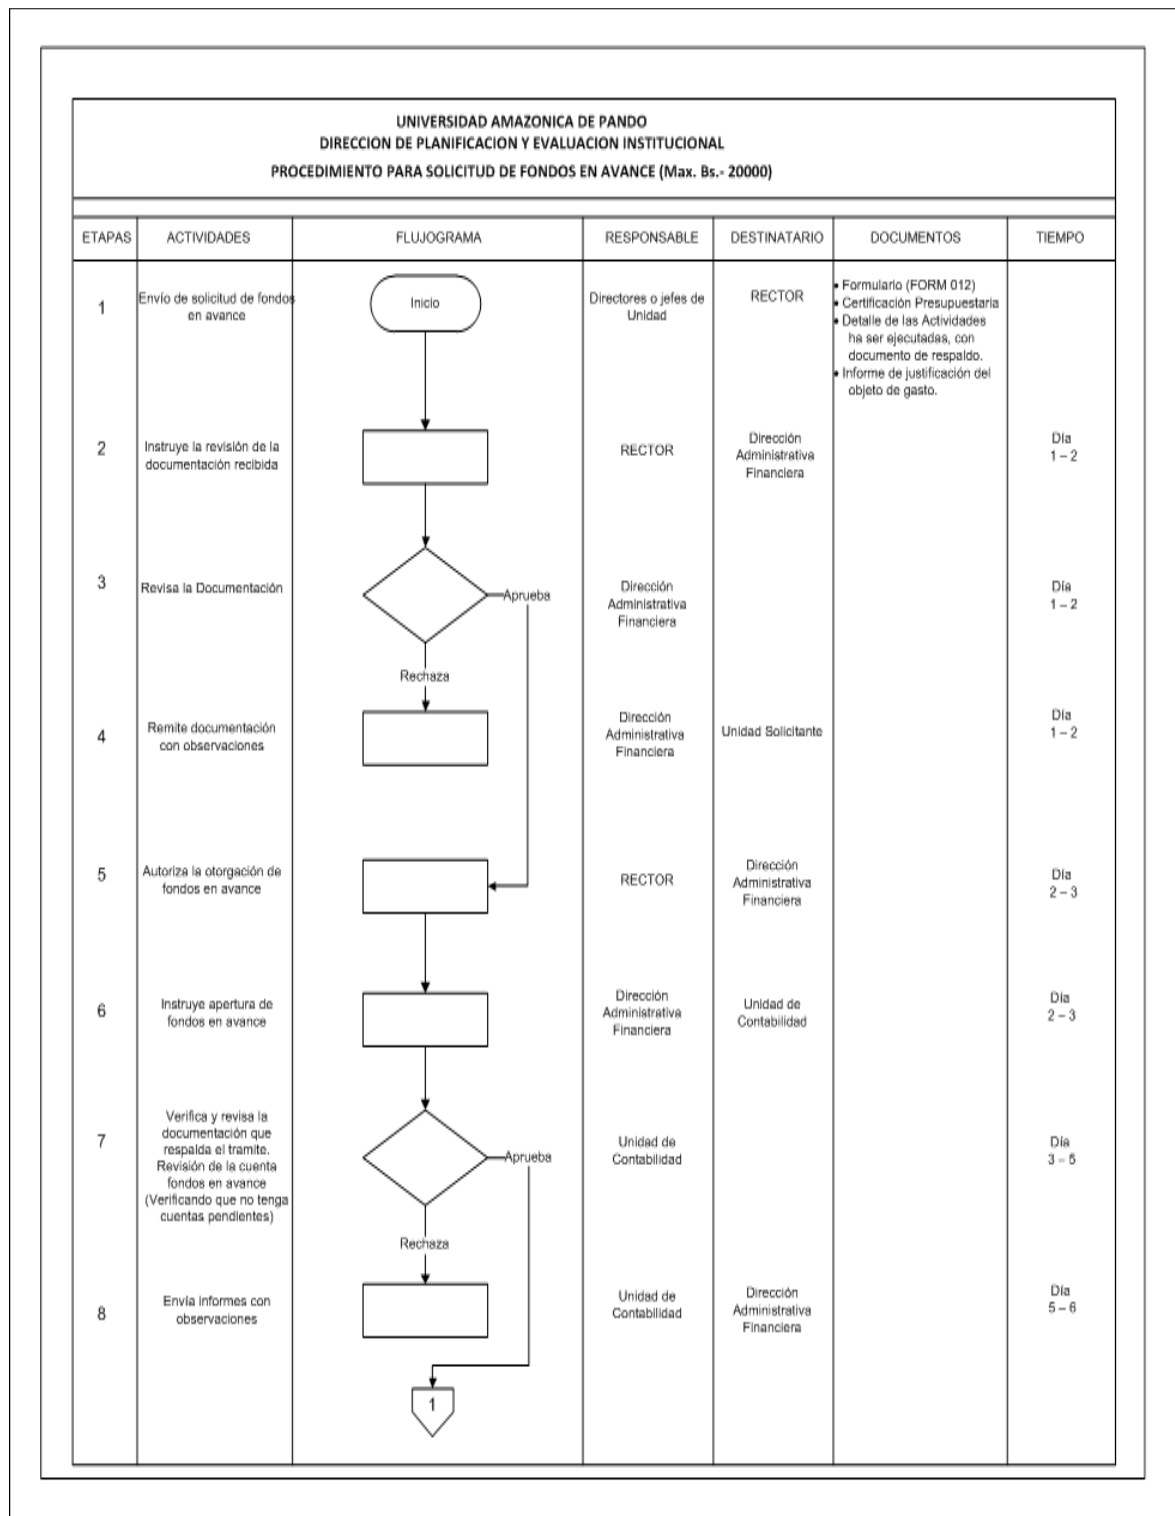 UNIVERSIDAD AMAZONICA DE PANDO
DIRECCION DE PLANIFICACION Y EVALUACION INSTITUCIONAL
PROCEDIMIENTO PARA SOLICITUD DE FONDOS EN AVANCE (Max. Bs.- 20000)
ETAPAS ACTIVIDADES FLUJOGRAMA RESPONSABLE DESTINATARIO DOCUMENTOS TIEMPO
1
Envío de solicitud de fondos
en avance
Inicio
Directores o jefes de
Unidad
RECTOR
• Formulario (FORM 012)
• Certificación Presupuestaria
• Detalle de las Actividades
ha ser ejecutadas, con
documento de respaldo.
• Informe de justificación del
objeto de gasto.
2
Instruye la revisión de la
documentación recibida
RECTOR
Dirección
Administrativa
Financiera
Día
1 – 2
3
Revisa la Documentación
Aprueba
Rechaza
Dirección
Administrativa
Financiera
Día
1 – 2
4
Remite documentación
con observaciones
Dirección
Administrativa
Financiera
Unidad Solicitante
Día
1 – 2
5
Autoriza la otorgación de
fondos en avance
RECTOR
Dirección
Administrativa
Financiera
Día
2 – 3
6
Instruye apertura de
fondos en avance
Dirección
Administrativa
Financiera
Unidad de
Contabilidad
Día
2 – 3
7
Verifica y revisa la
documentación que
respalda el tramite.
Revisión de la cuenta
fondos en avance
(Verificando que no tenga
cuentas pendientes)
Aprueba
Rechaza
Unidad de
Contabilidad
Día
3 – 5
8
Envía informes con
observaciones
Unidad de
Contabilidad
Dirección
Administrativa
Financiera
Día
5 – 6
1